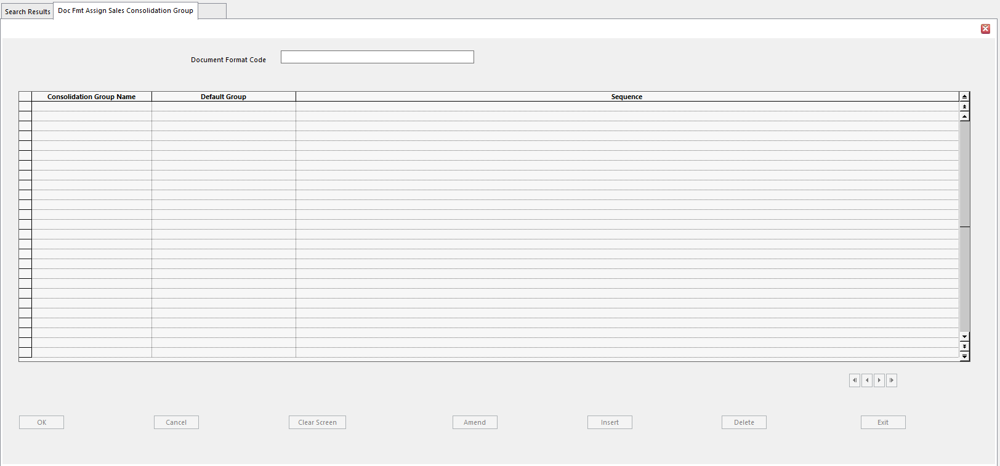 Search Results
Doc Fmt Assign Sales Consolidation Group
Document Format Code
Consolidation Group Name Default Group Sequence
OK Cancel Clear Screen Amend Insert Delete Exit